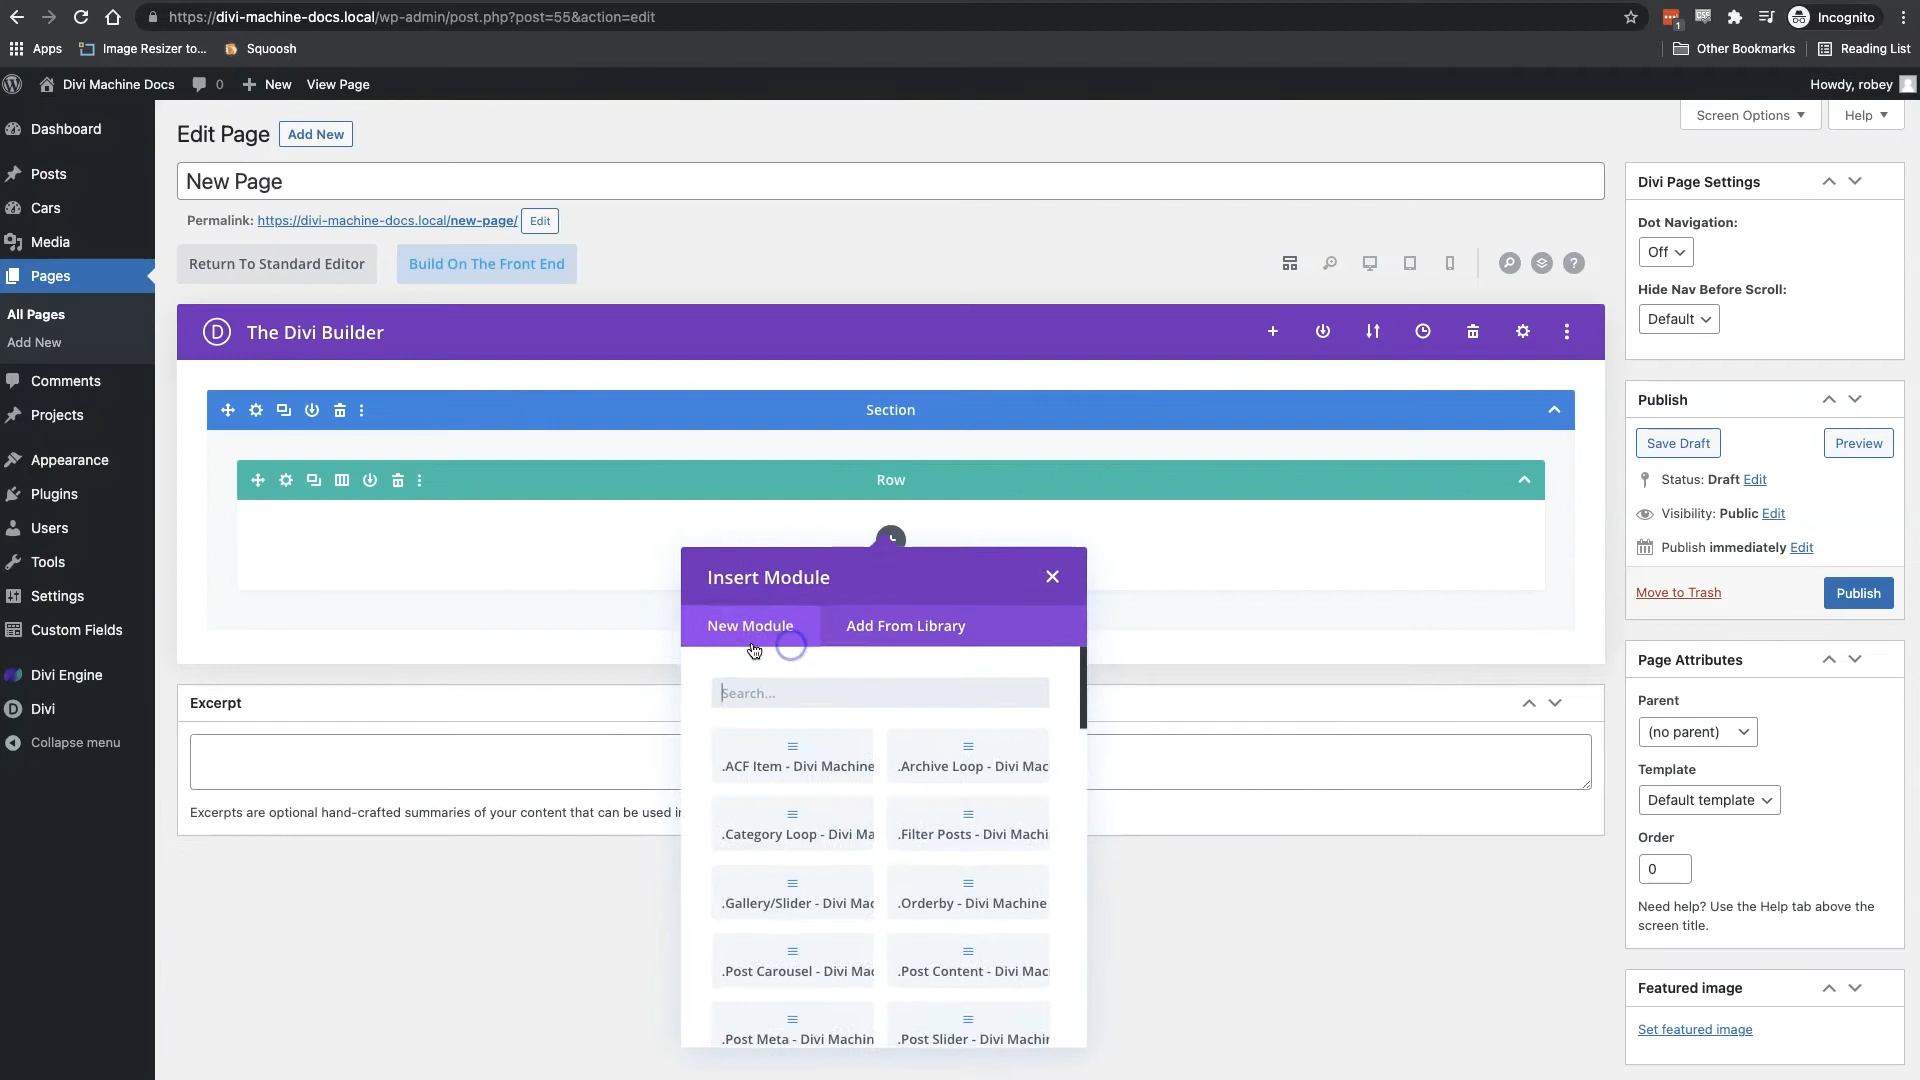 https://divi-machine-docs.local/wp-admin/post.php?post=55&action=edit
1
Incognito
Apps
Image Resizer to...
Squoosh
Other Bookmarks
Reading List
Divi Machine Docs
0
New
View Page
Howdy, robey
Dashboard
Posts
Cars
Media
Pages
All Pages
Add New
Comments
Projects
Appearance
Plugins
Users
Tools
Settings
Custom Fields
Divi Engine
Divi
Collapse menu
Screen Options
Help
Edit Page
Add New
New Page
Permalink: https://divi-machine-docs.local/new-page/
Edit
Return To Standard Editor
Build On The Front End
The Divi Builder
Section
Row
Insert Module
New Module
Add From Library
Search...
.ACF Item - Divi Machine
.Archive Loop - Divi Mac
.Category Loop - Divi Ma
.Filter Posts - Divi Machi
.Gallery/Slider - Divi Mac
.Orderby - Divi Machine
.Post Carousel - Divi Mac
.Post Content - Divi Mac
.Post Meta - Divi Machin
.Post Slider - Divi Machin
Excerpt
Excerpts are optional hand-crafted summaries of your content that can be used i
Divi Page Settings
Dot Navigation:
Off
Hide Nav Before Scroll:
Default
Publish
Save Draft
Preview
Status: Draft Edit
Visibility: Public Edit
Publish immediately Edit
Move to Trash
Publish
Page Attributes
Parent
(no parent)
Template
Default template
Order
0
Need help? Use the Help tab above the
screen title.
Featured image
Set featured image